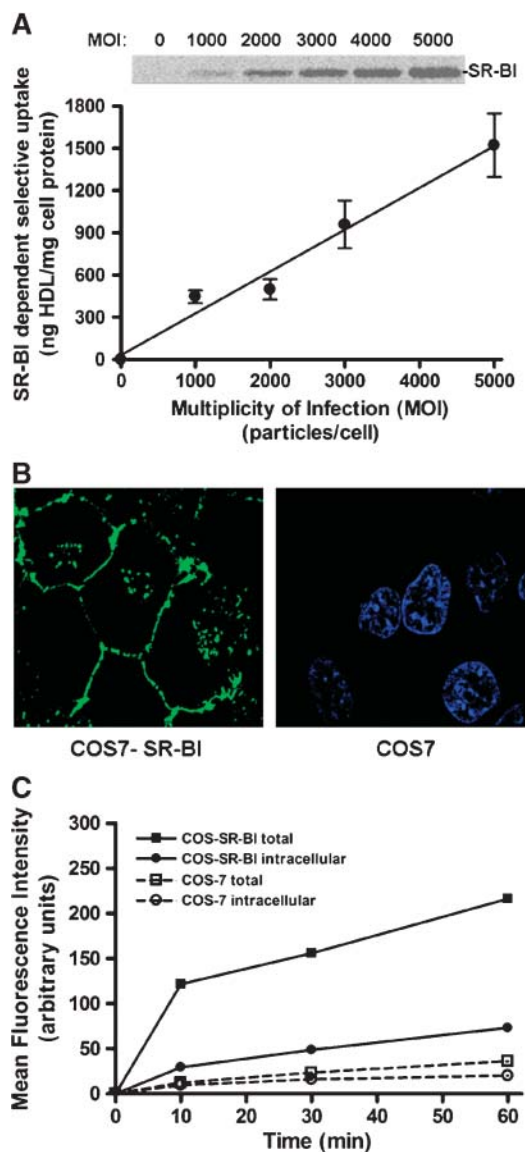 A
MOI: 0 1000 2000 3000 4000 5000
-SR-BI
SR-BI dependent selective uptake
(ng HDL/mg cell protein)
1800
1500
1200
900
600
300
0
0 1000 2000 3000 4000 5000
Multiplicity of Infection (MOI)
(particles/cell)
B
COS7- SR-BI COS7
C
Mean Fluorescence Intensity
(arbitrary units)
300
250
200
150
100
50
0
COS-SR-BI total
COS-SR-BI intracellular
COS-7 total
COS-7 intracellular
0 10 20 30 40 50 60
Time (min)